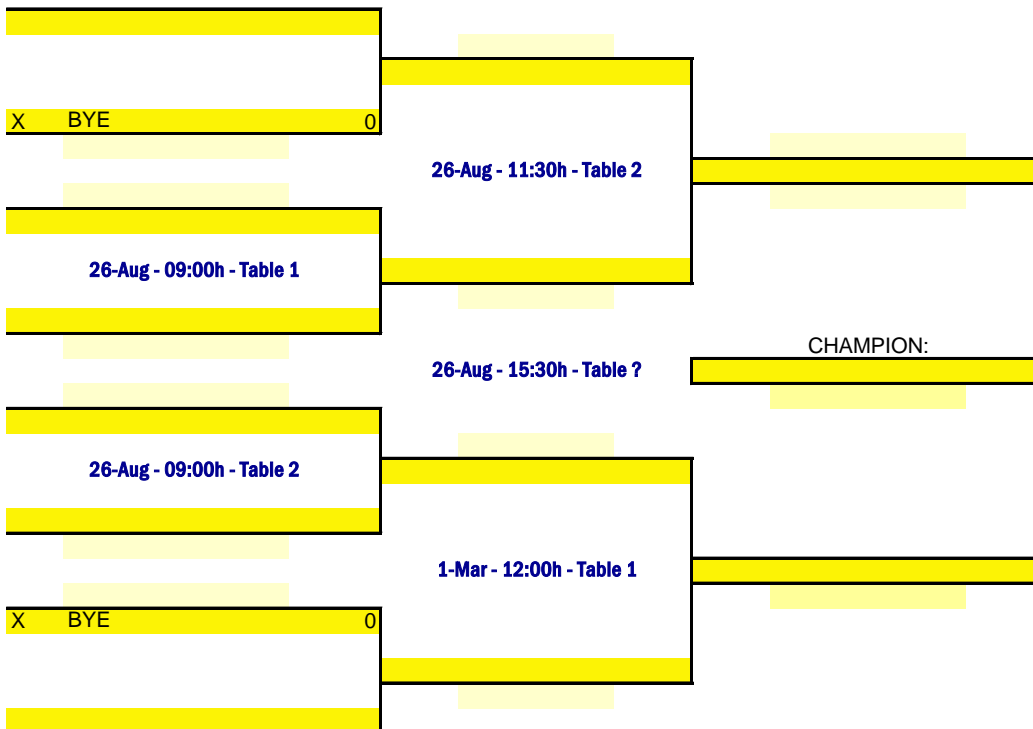 X BYE 0
26-Aug - 11:30h - Table 2
26-Aug - 09:00h - Table 1
CHAMPION:
26-Aug - 15:30h - Table ?
26-Aug - 09:00h - Table 2
1-Mar - 12:00h - Table 1
X BYE 0